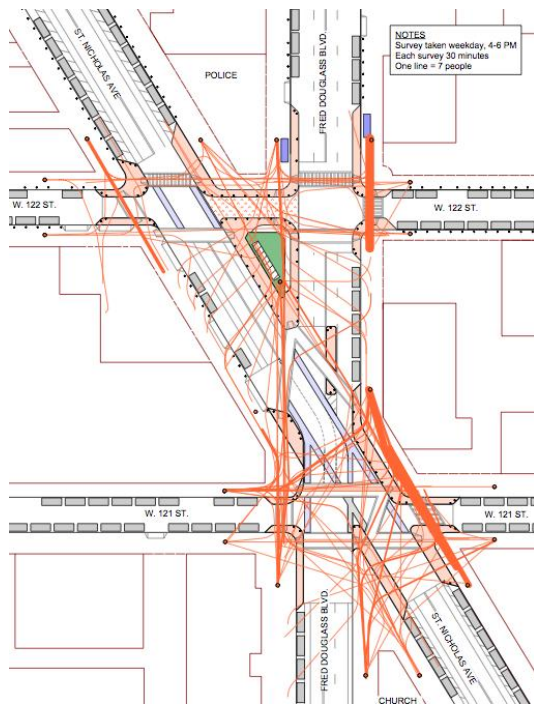 NOTES
Survey taken weekday, 4-6 PM
Each survey 30 minutes
One line = 7 people
ST. NICHOLAS AVE
POLICE
FRED DOUGLASS BLVD.
W. 122 ST.
W. 122 ST.
W. 121 ST.
W. 121 ST.
FRED DOUGLASS BLVD.
ST. NICHOLAS AVE
CHURCH